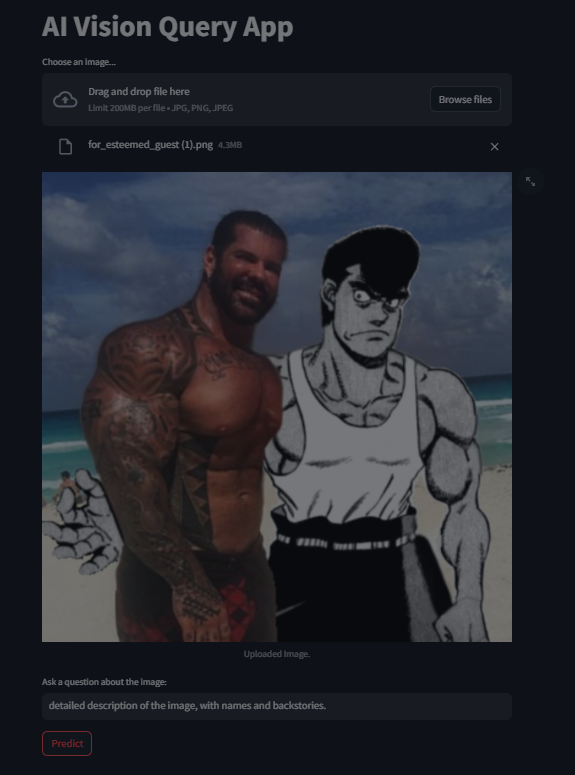 AI Vision Query App
Choose an image...
Drag and drop file here
Limit 200MB per file • JPG, PNG, JPEG
Browse files
for_esteemed_guest (1).png 4.3MB
Uploaded Image.
Ask a question about the image:
detailed description of the image, with names and backstories.
Predict